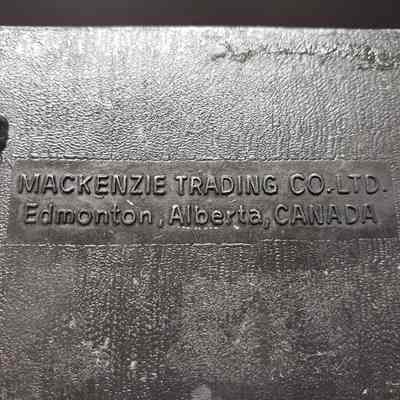 MACKENZIE TRADING CO. LTD.
Edmonton, Alberta, CANADA